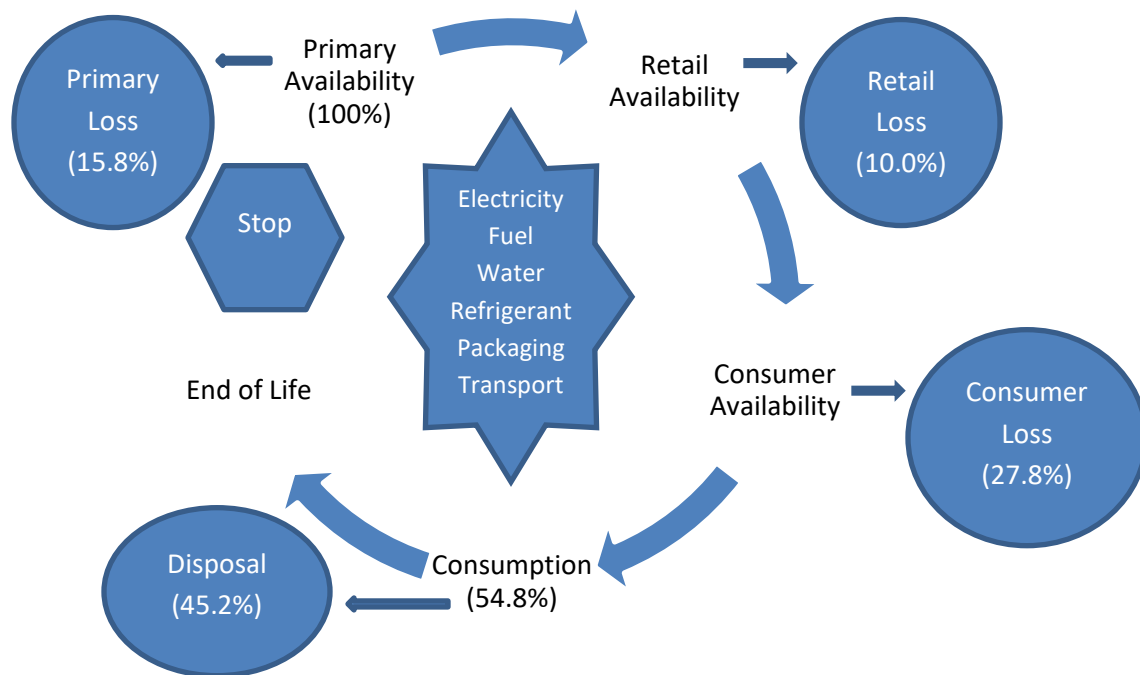 Primary
Loss
(15.8%)
Primary
Availability
(100%)
Retail
Availability
Retail
Loss
(10.0%)
Stop
Electricity
Fuel
Water
Refrigerant
Packaging
Transport
End of Life
Consumer
Availability
Consumer
Loss
(27.8%)
Disposal
(45.2%)
Consumption
(54.8%)